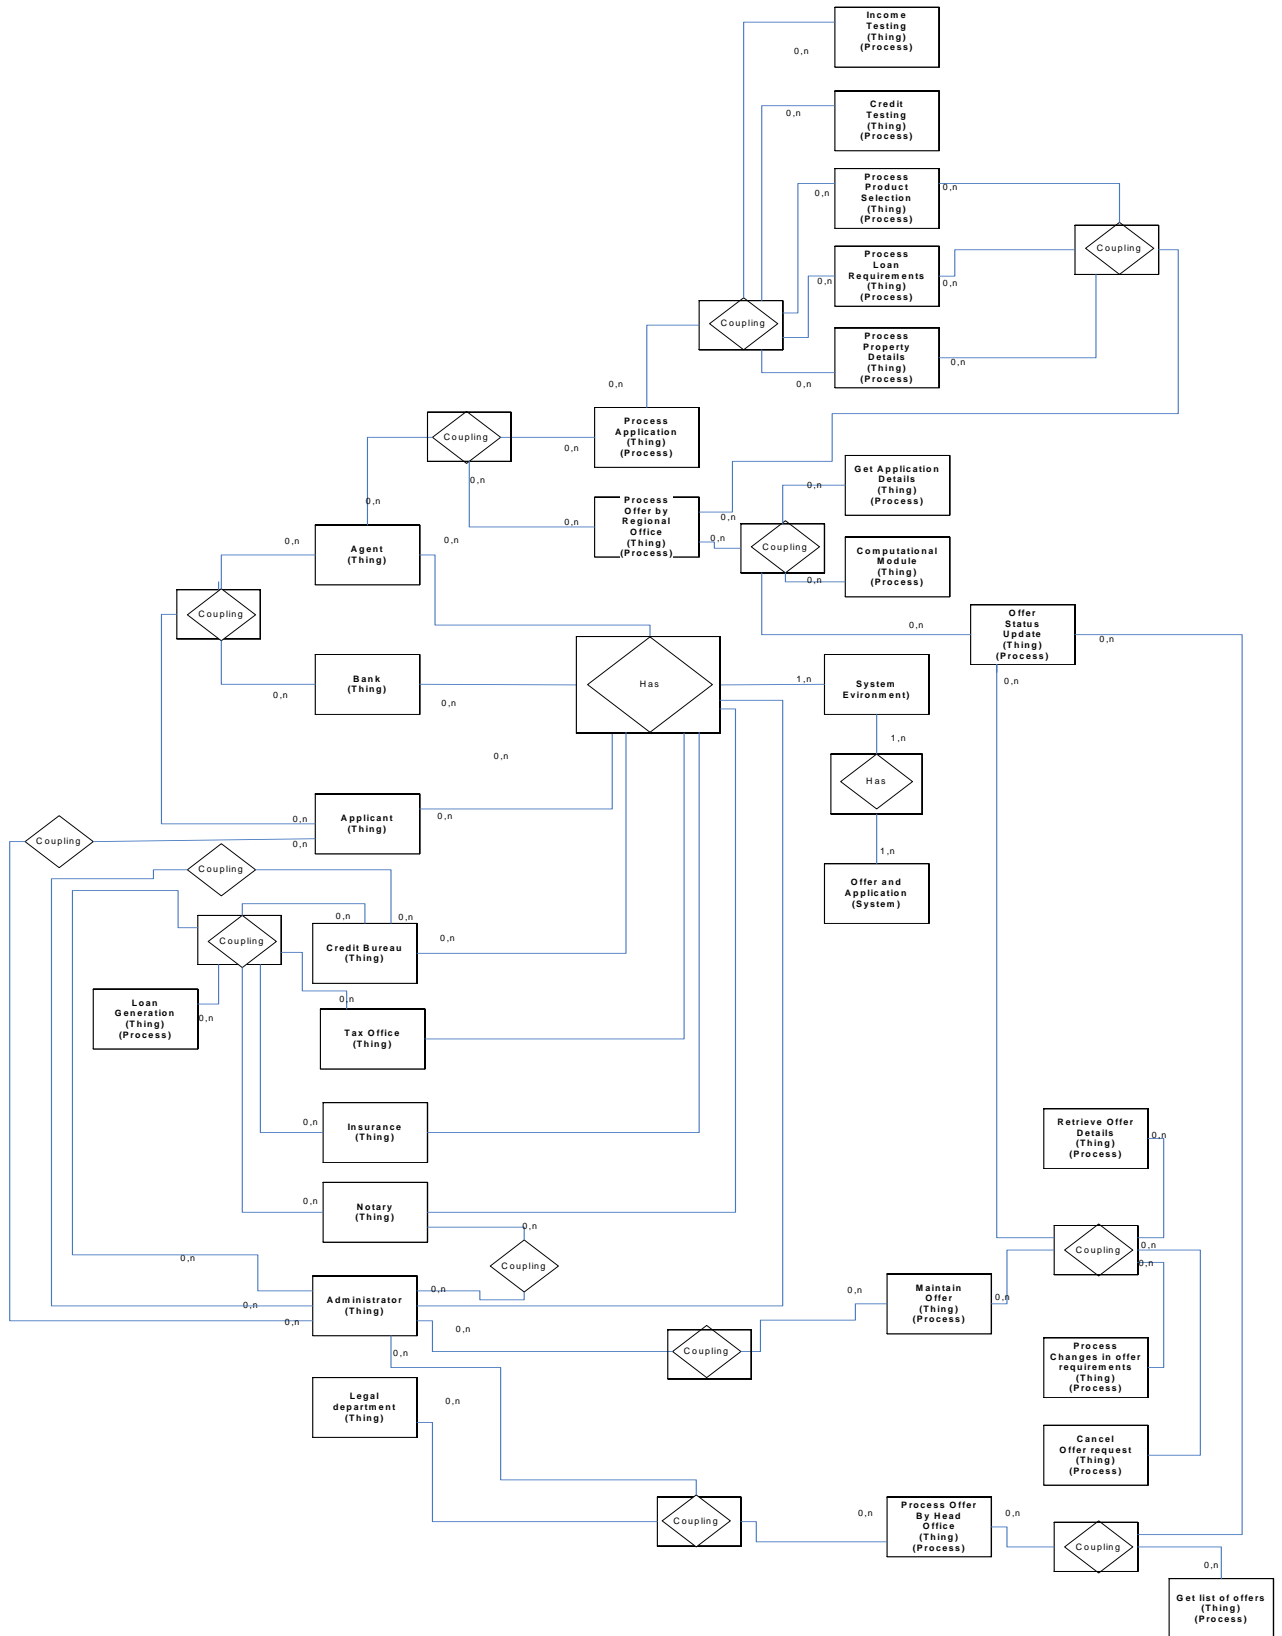 Income
Testing
(Thing)
(Process)
0,n
Credit
Testing
(Thing)
(Process)
0,n
Process
Product
Selection
(Thing)
(Process)
0,n
0,n
Coupling
Process
Loan
Requirements
(Thing)
(Process)
0,n
0,n
Coupling
Process
Property
Details
(Thing)
(Process)
0,n
0,n
0,n
Process
Application
(Thing)
(Process)
Coupling
0,n
0,n
0,n
Get Application
Details
(Thing)
(Process)
0,n
Process
Offer by
Regional
Office
(Thing)
(Process)
0,n
0,n
0,n
Coupling
Computational
Module
(Thing)
(Process)
0,n
Agent
(Thing)
0,n
0,n
Coupling
Offer
Status
Update
(Thing)
(Process)
0,n
0,n
0,n
Bank
(Thing)
0,n
0,n
Has
1,n
System
Evironment)
1,n
Has
0,n
Applicant
(Thing)
0,n
0,n
0,n
Coupling
1,n
Coupling
Offer and
Application
(System)
0,n
0,n
Coupling
Credit Bureau
(Thing)
0,n
Loan
Generation
(Thing)
(Process)
0,n
0,n
Tax Office
(Thing)
Insurance
(Thing)
0,n
Retrieve Offer
Details
(Thing)
(Process)
0,n
Notary
(Thing)
0,n
0,n
Coupling
0,n
Coupling
0,n
0,n
Administrator
(Thing)
0,n
0,n
0,n
0,n
0,n
Maintain
Offer
(Thing)
(Process)
0,n
0,n
Coupling
Process
Changes in offer
requirements
(Thing)
(Process)
Legal
department
(Thing)
0,n
Cancel
Offer request
(Thing)
(Process)
Coupling
0,n
Process Offer
By Head
Office
(Thing)
(Process)
0,n
Coupling
0,n
Get list of offers
(Thing)
(Process)